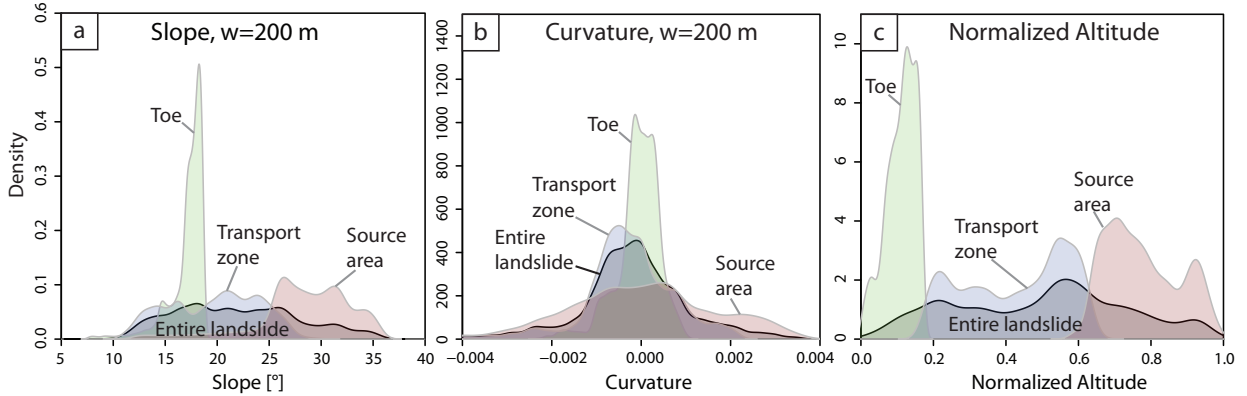 a
Slope, w=200 m
Density
0.0
0.1
0.2
0.3
0.4
0.5
0.6
Toe
Transport
zone
Source
area
Entire landslide
5
10
15
20
25
30
35
40
Slope [°]
b
Curvature, w=200 m
0
200
400
600
800
1000
1200
1400
Toe
Transport
zone
Entire
landslide
Source
area
−0.004
−0.002
0.000
0.002
0.004
Curvature
c
Normalized Altitude
0
2
4
6
8
10
Toe
Source
area
Transport
zone
Entire landslide
0.0
0.2
0.4
0.6
0.8
1.0
Normalized Altitude